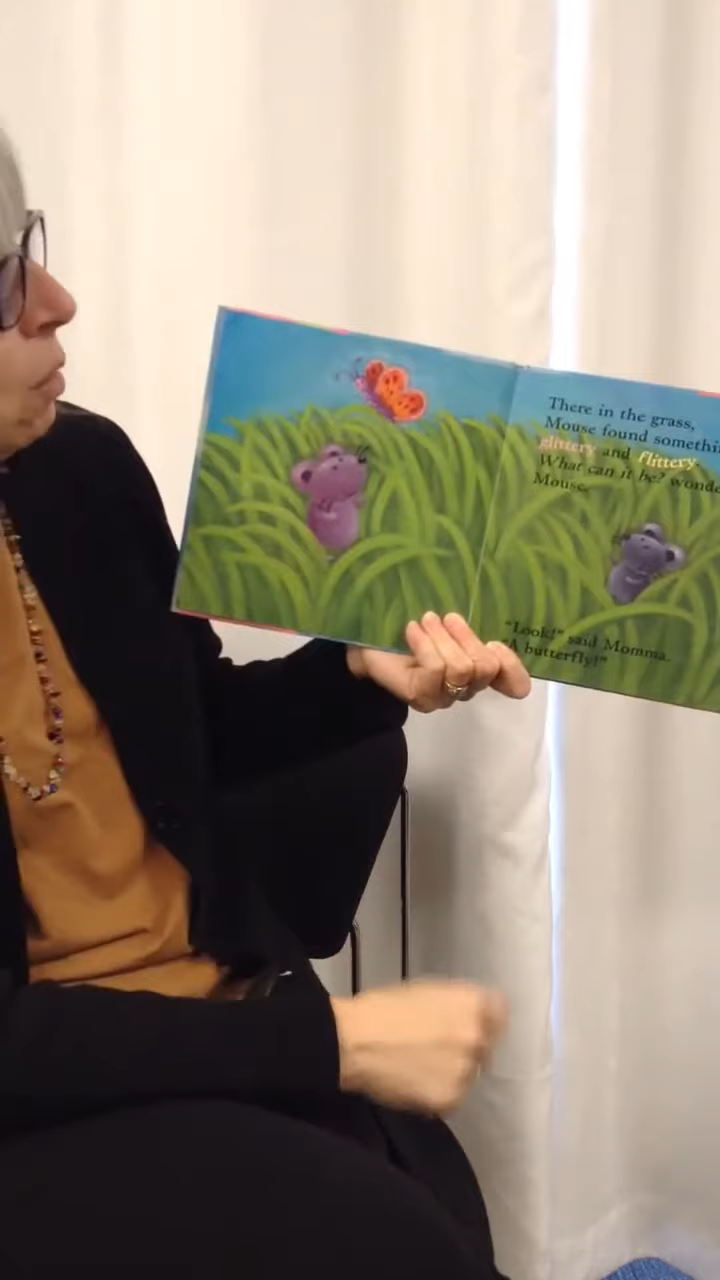 There in the grass,
Mouse found somethin
glittery and flittery.
What can it be? wonde
Mouse.
"Look!" said Momma.
"A butterfly!"